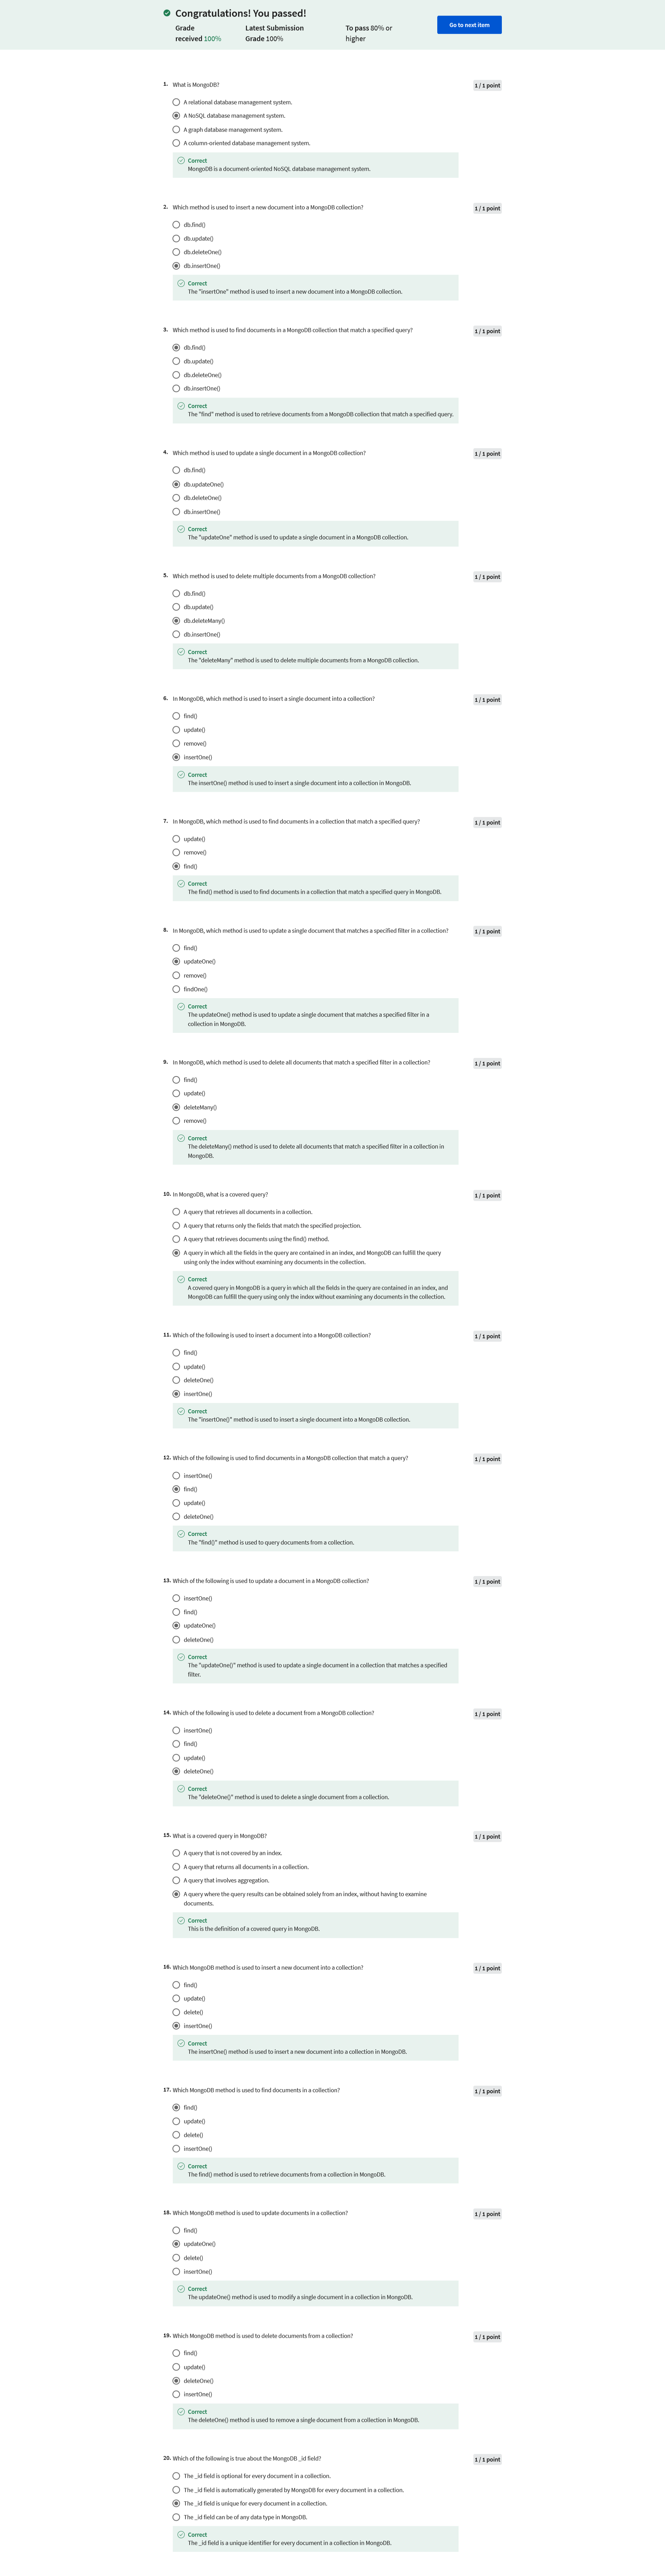 Congratulations! You passed!
Grade received 100%
Latest Submission Grade 100%
To pass 80% or higher
Go to next item
1. What is MongoDB?
1 / 1 point
A relational database management system.
A NoSQL database management system.
A graph database management system.
A column-oriented database management system.
Correct
MongoDB is a document-oriented NoSQL database management system.
2. Which method is used to insert a new document into a MongoDB collection?
1 / 1 point
db.find()
db.update()
db.deleteOne()
db.insertOne()
Correct
The "insertOne" method is used to insert a new document into a MongoDB collection.
3. Which method is used to find documents in a MongoDB collection that match a specified query?
1 / 1 point
db.find()
db.update()
db.deleteOne()
db.insertOne()
Correct
The "find" method is used to retrieve documents from a MongoDB collection that match a specified query.
4. Which method is used to update a single document in a MongoDB collection?
1 / 1 point
db.find()
db.updateOne()
db.deleteOne()
db.insertOne()
Correct
The "updateOne" method is used to update a single document in a MongoDB collection.
5. Which method is used to delete multiple documents from a MongoDB collection?
1 / 1 point
db.find()
db.update()
db.deleteMany()
db.insertOne()
Correct
The "deleteMany" method is used to delete multiple documents from a MongoDB collection.
6. In MongoDB, which method is used to insert a single document into a collection?
1 / 1 point
find()
update()
remove()
insertOne()
Correct
The insertOne() method is used to insert a single document into a collection in MongoDB.
7. In MongoDB, which method is used to find documents in a collection that match a specified query?
1 / 1 point
update()
remove()
find()
Correct
The find() method is used to find documents in a collection that match a specified query in MongoDB.
8. In MongoDB, which method is used to update a single document that matches a specified filter in a collection?
1 / 1 point
find()
updateOne()
remove()
findOne()
Correct
The updateOne() method is used to update a single document that matches a specified filter in a
collection in MongoDB.
9. In MongoDB, which method is used to delete all documents that match a specified filter in a collection?
1 / 1 point
find()
update()
deleteMany()
remove()
Correct
The deleteMany() method is used to delete all documents that match a specified filter in a collection in
MongoDB.
10. In MongoDB, what is a covered query?
1 / 1 point
A query that retrieves all documents in a collection.
A query that returns only the fields that match the specified projection.
A query that retrieves documents using the find() method.
A query in which all the fields in the query are contained in an index, and MongoDB can fulfill the query
using only the index without examining any documents in the collection.
Correct
A covered query in MongoDB is a query in which all the fields in the query are contained in an index, and
MongoDB can fulfill the query using only the index without examining any documents in the collection.
11. Which of the following is used to insert a document into a MongoDB collection?
1 / 1 point
find()
update()
deleteOne()
insertOne()
Correct
The "insertOne()" method is used to insert a single document into a MongoDB collection.
12. Which of the following is used to find documents in a MongoDB collection that match a query?
1 / 1 point
insertOne()
find()
update()
deleteOne()
Correct
The "find()" method is used to query documents from a collection.
13. Which of the following is used to update a document in a MongoDB collection?
1 / 1 point
insertOne()
find()
updateOne()
deleteOne()
Correct
The "updateOne()" method is used to update a single document in a collection that matches a specified
filter.
14. Which of the following is used to delete a document from a MongoDB collection?
1 / 1 point
insertOne()
find()
update()
deleteOne()
Correct
The "deleteOne()" method is used to delete a single document from a collection.
15. What is a covered query in MongoDB?
1 / 1 point
A query that is not covered by an index.
A query that returns all documents in a collection.
A query that involves aggregation.
A query where the query results can be obtained solely from an index, without having to examine
documents.
Correct
This is the definition of a covered query in MongoDB.
16. Which MongoDB method is used to insert a new document into a collection?
1 / 1 point
find()
update()
delete()
insertOne()
Correct
The insertOne() method is used to insert a new document into a collection in MongoDB.
17. Which MongoDB method is used to find documents in a collection?
1 / 1 point
find()
update()
delete()
insertOne()
Correct
The find() method is used to retrieve documents from a collection in MongoDB.
18. Which MongoDB method is used to update documents in a collection?
1 / 1 point
find()
updateOne()
delete()
insertOne()
Correct
The updateOne() method is used to modify a single document in a collection in MongoDB.
19. Which MongoDB method is used to delete documents from a collection?
1 / 1 point
find()
update()
deleteOne()
insertOne()
Correct
The deleteOne() method is used to remove a single document from a collection in MongoDB.
20. Which of the following is true about the MongoDB _id field?
1 / 1 point
The _id field is optional for every document in a collection.
The _id field is automatically generated by MongoDB for every document in a collection.
The _id field is unique for every document in a collection.
The _id field can be of any data type in MongoDB.
Correct
The _id field is a unique identifier for every document in a collection in MongoDB.